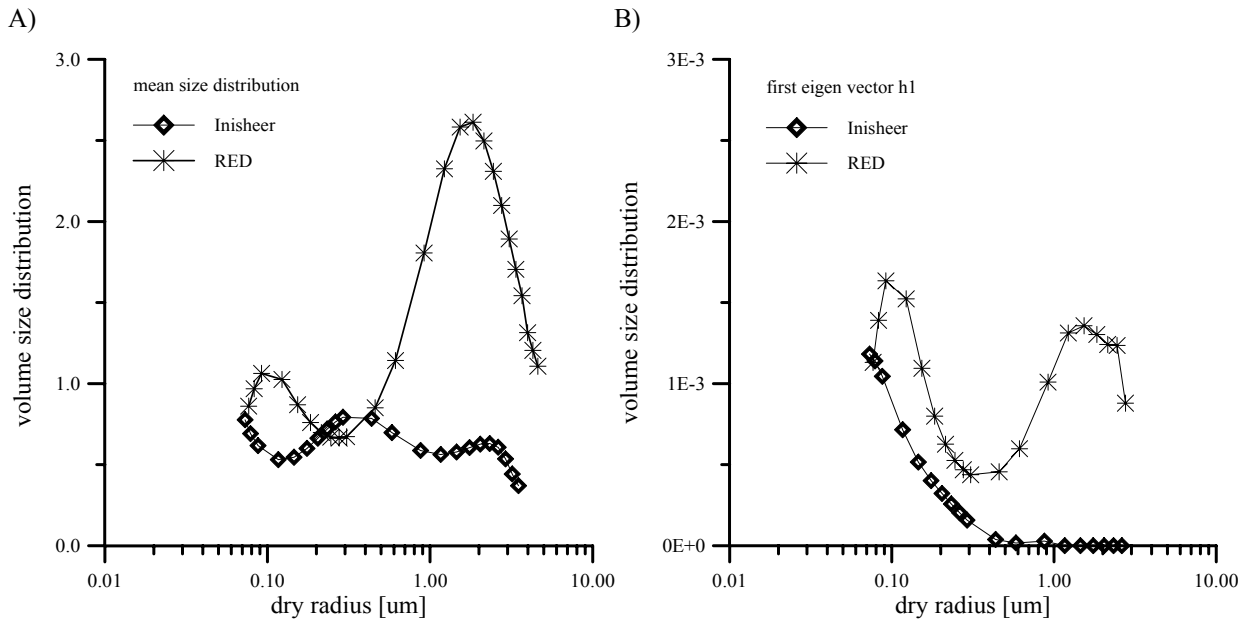 A)
3.0
mean size distribution
Inisheer
RED
2.0
1.0
0.0
volume size distribution
0.01
0.10
1.00
10.00
dry radius [um]
B)
3E-3
first eigen vector h1
Inisheer
RED
2E-3
1E-3
0E+0
volume size distribution
0.01
0.10
1.00
10.00
dry radius [um]